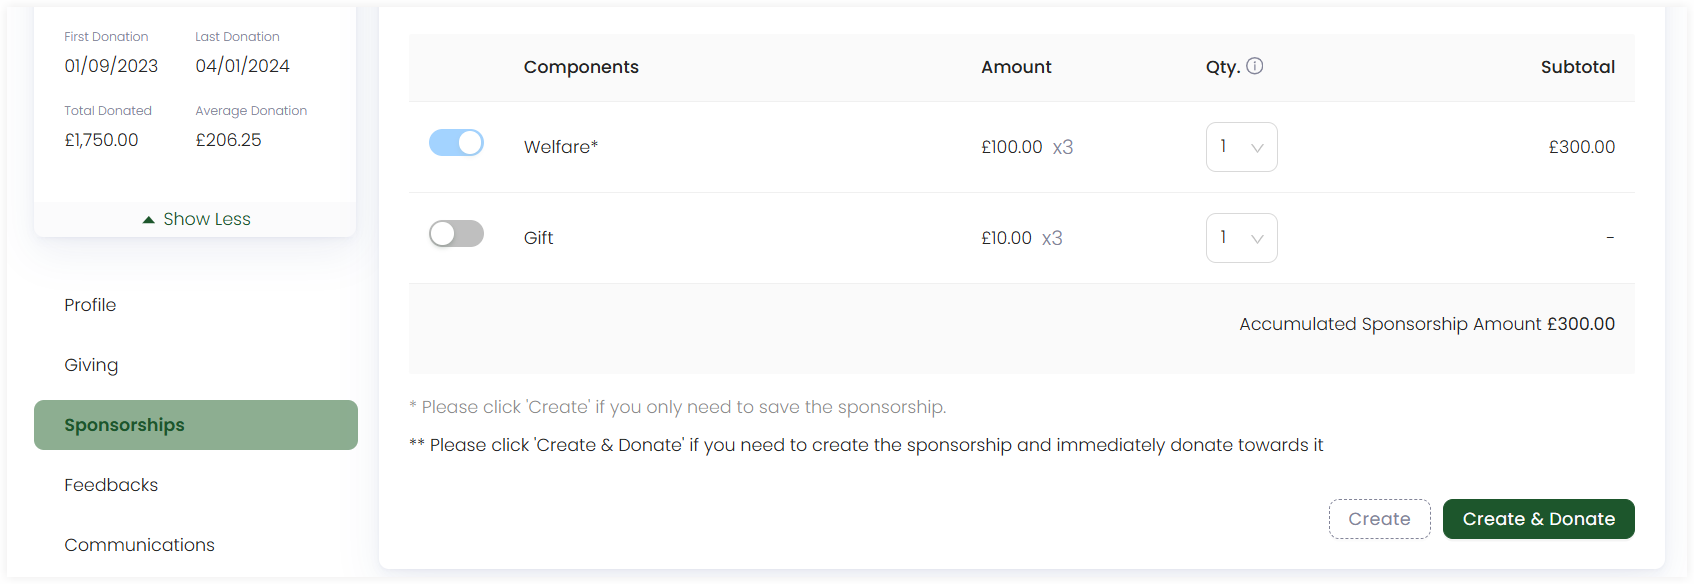 First Donation Last Donation
01/09/2023 04/01/2024
Total Donated Average Donation
£1,750.00 £206.25
Show Less
Profile
Giving
Sponsorships
Feedbacks
Communications
Components Amount Qty. Subtotal
Welfare* £100.00 x3 1 £300.00
Gift £10.00 x3 1 -
Accumulated Sponsorship Amount £300.00
* Please click 'Create' if you only need to save the sponsorship.
** Please click 'Create & Donate' if you need to create the sponsorship and immediately donate towards it
Create Create & Donate